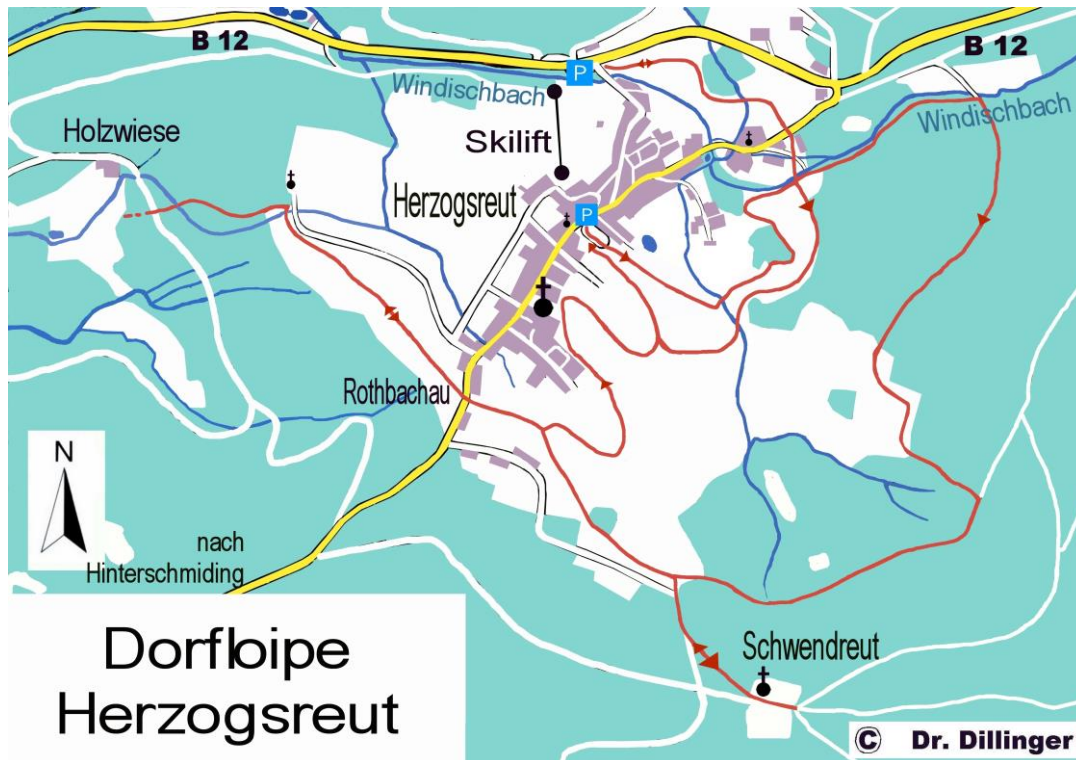 B 12
B 12
P
Windischbach
Windischbach
Holzwiese
Skilift
Herzogsreut
P
Rothbachau
N
nach
Hinterschmiding
Dorfloipe
Herzogsreut
Schwendreut
© Dr. Dillinger